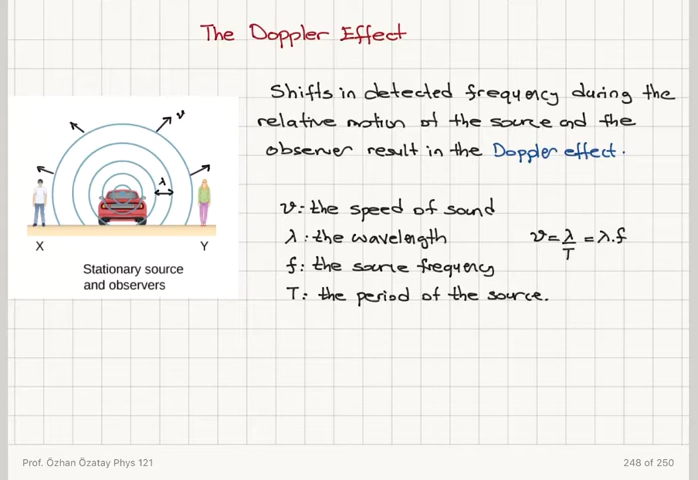 The Doppler Effect
Shifts in detected frequency during the
relative motion of the source and the
observer result in the Doppler effect.
v
λ
X
Y
Stationary source
and observers
v: the speed of sound
λ: the wavelength
v = λ/T = λ.f
f: the source frequency
T: the period of the source.
Prof. Özhan Özatay Phys 121
248 of 250